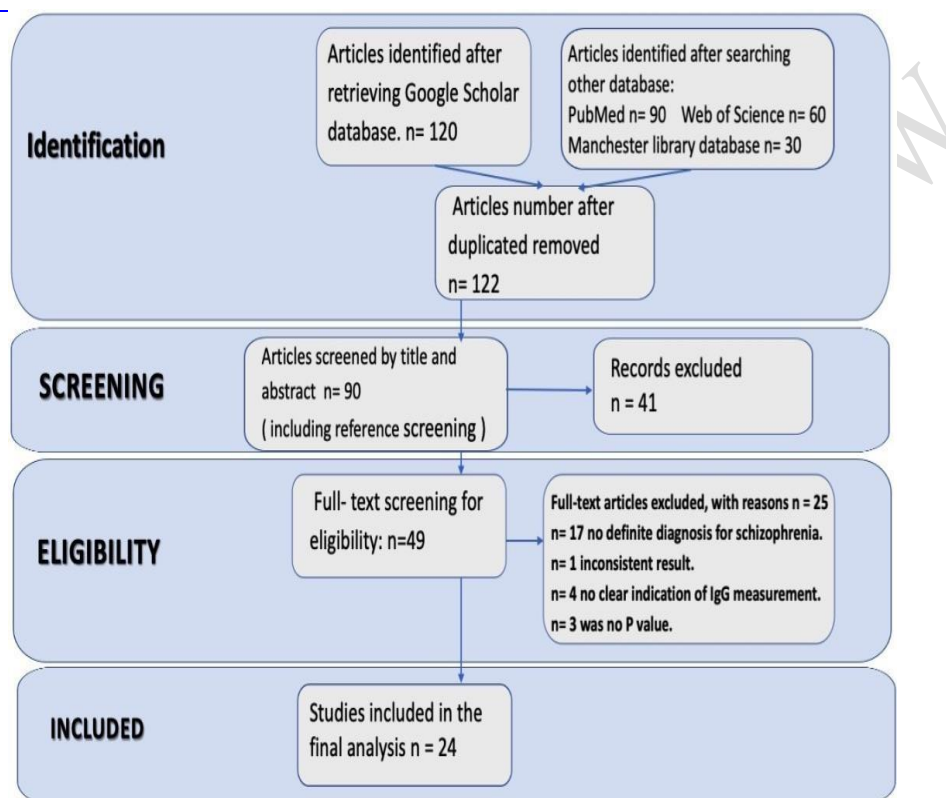 Identification
Articles identified after
retrieving Google Scholar
database. n= 120
Articles identified after searching
other database:
PubMed n= 90 Web of Science n= 60
Manchester library database n= 30
Articles number after
duplicated removed
n= 122
SCREENING
Articles screened by title and
abstract n= 90
( including reference screening )
Records excluded
n = 41
ELIGIBILITY
Full- text screening for
eligibility: n=49
Full-text articles excluded, with reasons n = 25
n= 17 no definite diagnosis for schizophrenia.
n= 1 inconsistent result.
n= 4 no clear indication of IgG measurement.
n= 3 was no P value.
INCLUDED
Studies included in the
final analysis n = 24